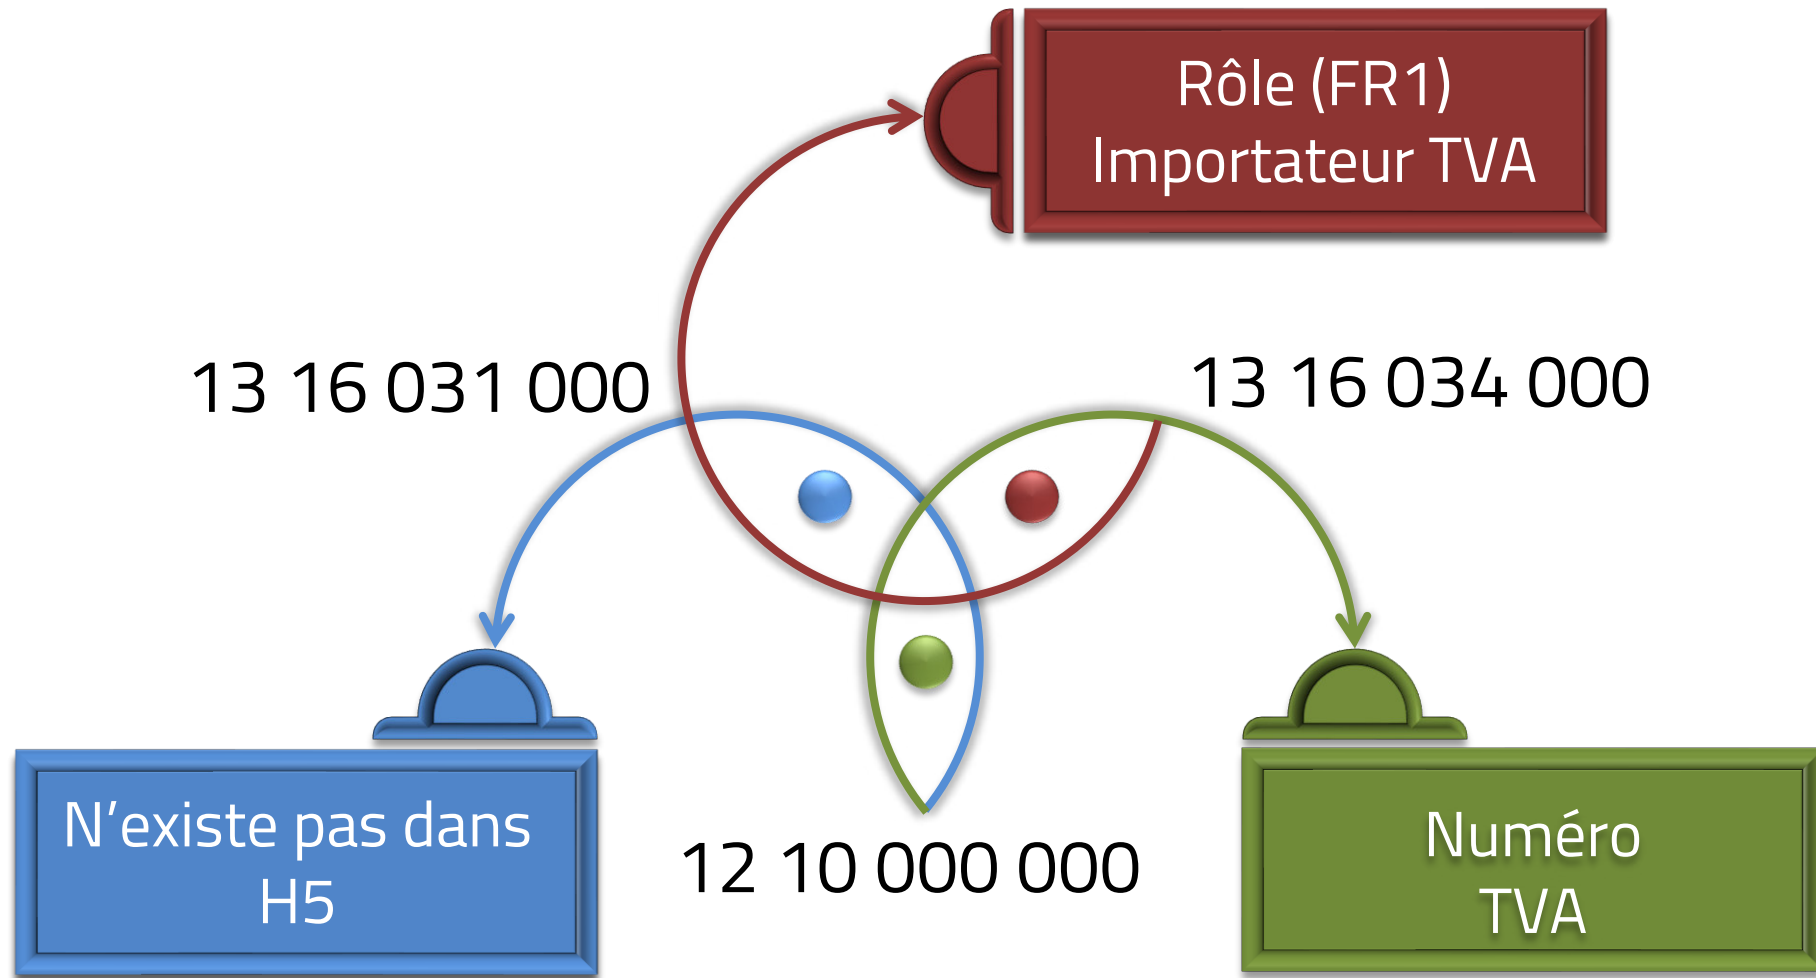 Rôle (FR1)
Importateur TVA
13 16 031 000
13 16 034 000
N’existe pas dans
H5
12 10 000 000
Numéro
TVA